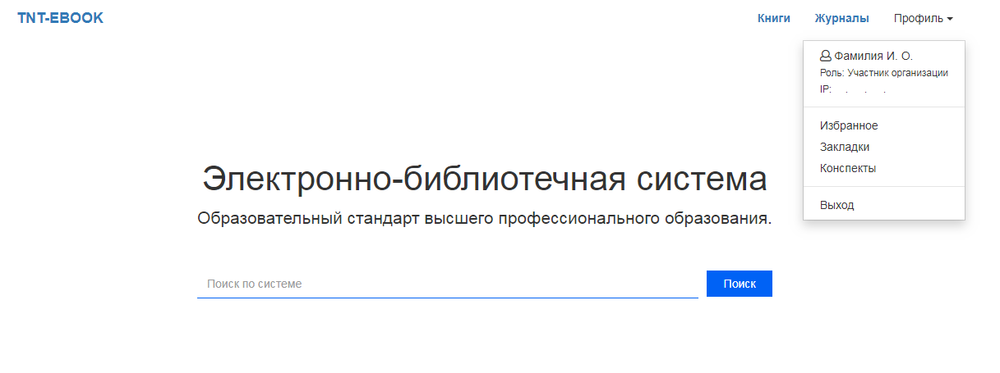 TNT-EBOOK
Книги
Журналы
Профиль
Фамилия И. О.
Роль: Участник организации
IP: . . .
Избранное
Закладки
Конспекты
Выход
Электронно-библиотечная система
Образовательный стандарт высшего профессионального образования.
Поиск по системе
Поиск